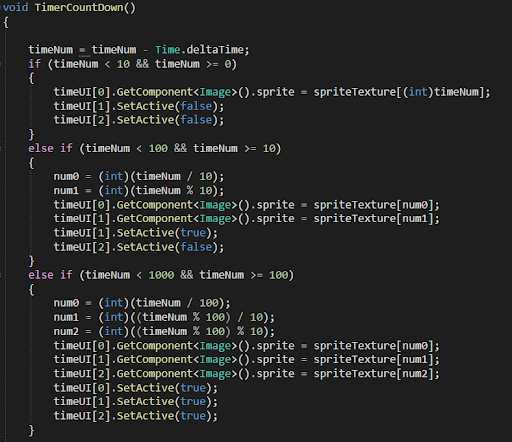 void TimerCountDown()
{
timeNum = timeNum - Time.deltaTime;
if (timeNum < 10 && timeNum >= 0)
{
timeUI[0].GetComponent<Image>().sprite = spriteTexture[(int)timeNum];
timeUI[1].SetActive(false);
timeUI[2].SetActive(false);
}
else if (timeNum < 100 && timeNum >= 10)
{
num0 = (int)(timeNum / 10);
num1 = (int)(timeNum % 10);
timeUI[0].GetComponent<Image>().sprite = spriteTexture[num0];
timeUI[1].GetComponent<Image>().sprite = spriteTexture[num1];
timeUI[1].SetActive(true);
timeUI[2].SetActive(false);
}
else if (timeNum < 1000 && timeNum >= 100)
{
num0 = (int)(timeNum / 100);
num1 = (int)((timeNum % 100) / 10);
num2 = (int)((timeNum % 100) % 10);
timeUI[0].GetComponent<Image>().sprite = spriteTexture[num0];
timeUI[1].GetComponent<Image>().sprite = spriteTexture[num1];
timeUI[2].GetComponent<Image>().sprite = spriteTexture[num2];
timeUI[0].SetActive(true);
timeUI[1].SetActive(true);
timeUI[2].SetActive(true);
}